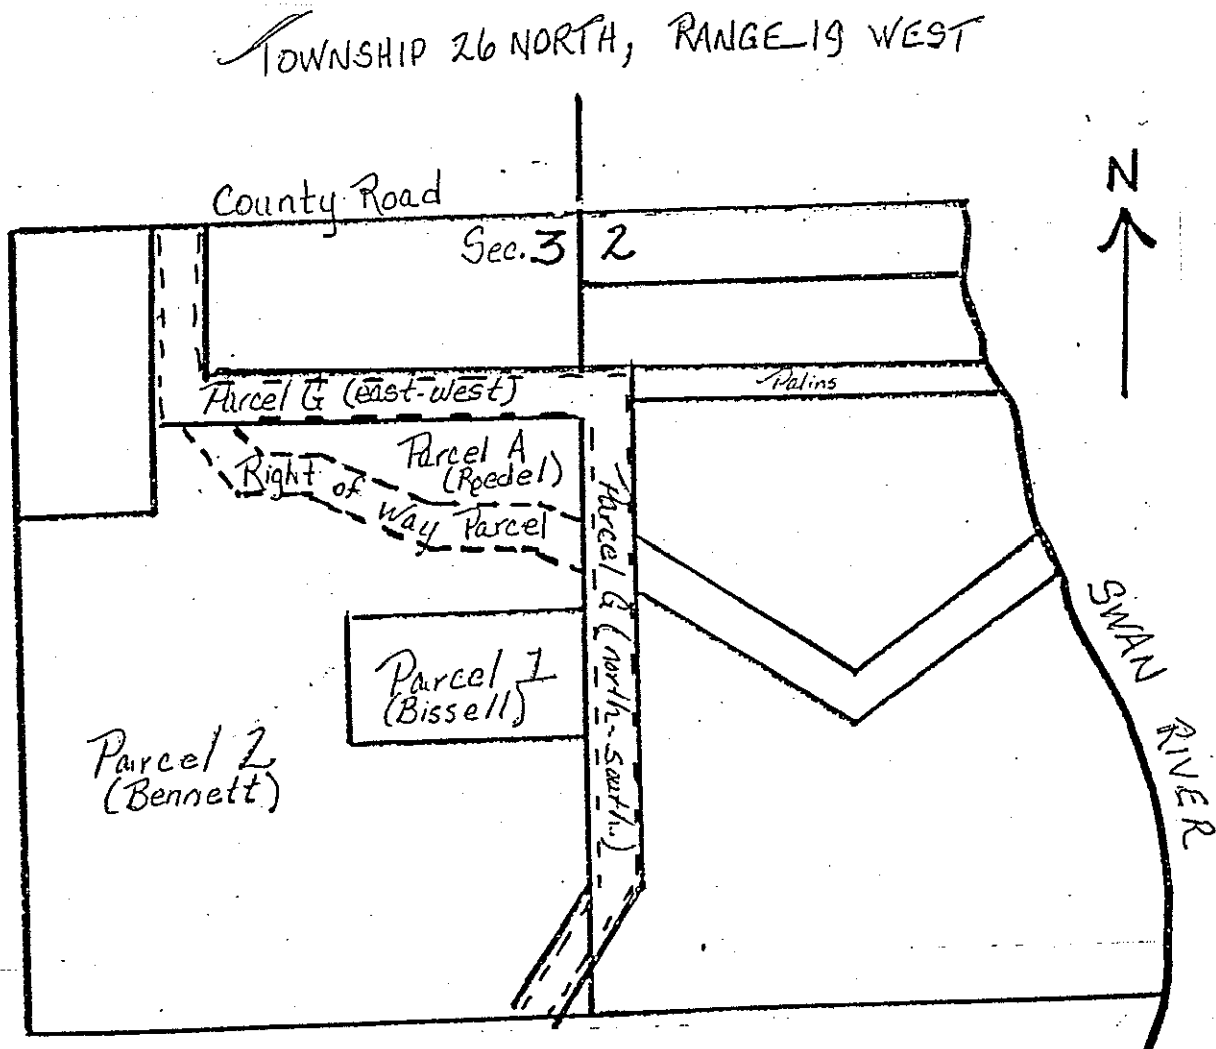 TOWNSHIP 26 NORTH, RANGE 19 WEST
N
County Road
Sec. 3 2
Parcel G (east-west)
Palins
Parcel A
(Roedel)
Right of Way Parcel
Parcel G (north-south)
Parcel 1
(Bissell)
Parcel 2
(Bennett)
SWAN RIVER